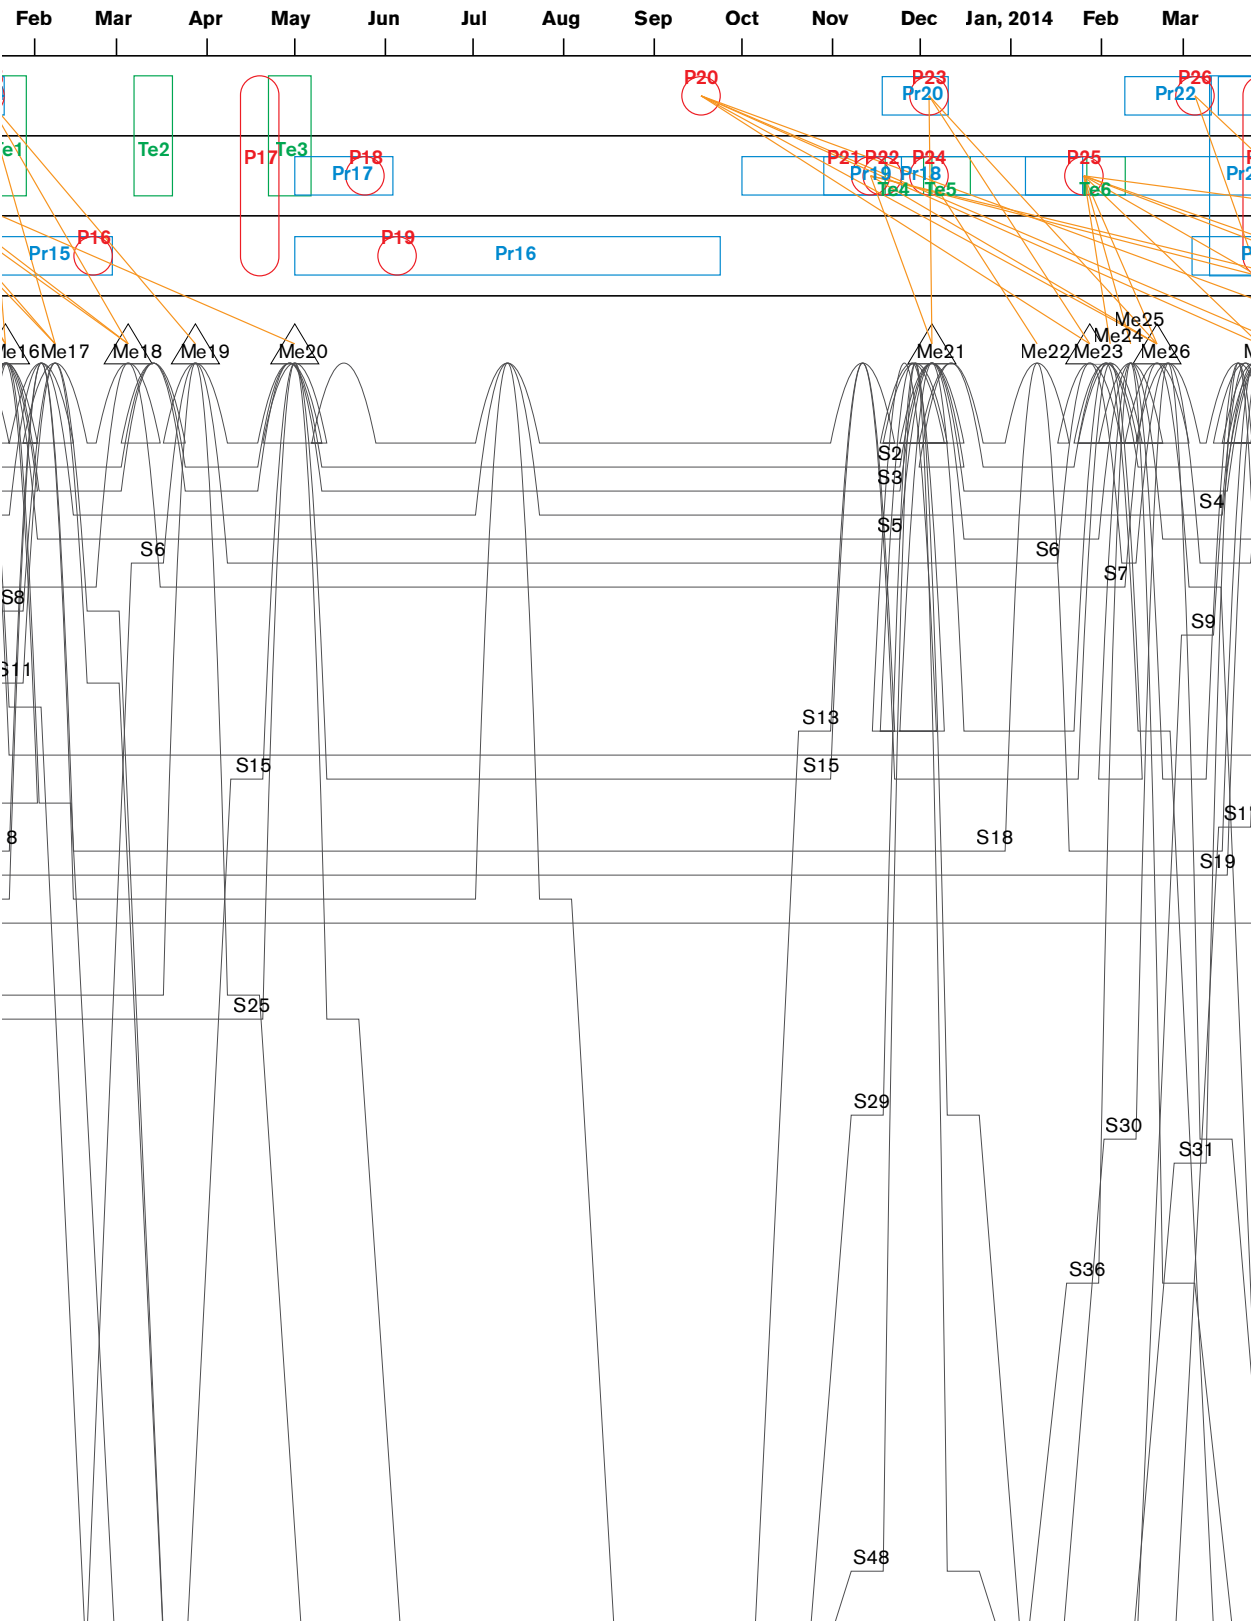 Feb Mar Apr May Jun Jul Aug Sep Oct Nov Dec Jan, 2014 Feb Mar
P20 P23 P26
Pr20 Pr22
Te2 P17 Te3 P18 P21 P22 P24 P25
Pr17 Pr19 Pr18
Te4 Te5 Te6
P16 P19
Pr15 Pr16
Me25
Me24
Me17 Me18 Me19 Me20 Me21 Me22 Me23 Me26
S2
S3
S4
S5
S6 S6
S7
S8
S9
S11
S13
S15 S15
8 S18
S19
S25
S29
S30
S31
S36
S48